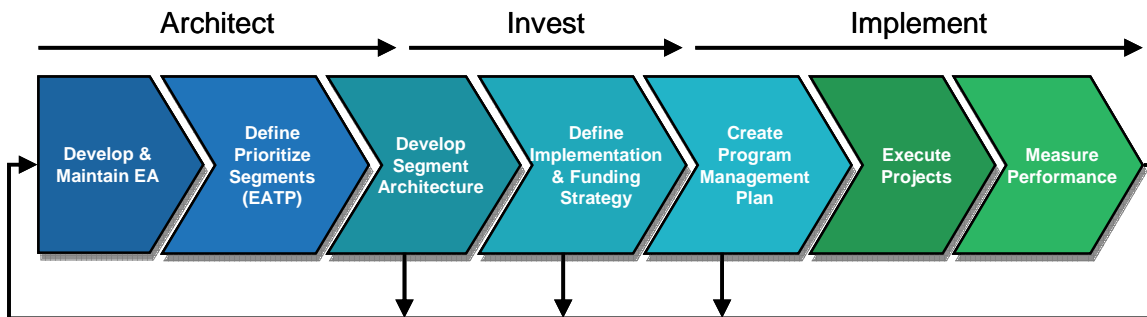 Architect
Invest
Implement
Develop &
Maintain EA
Define
Prioritize
Segments
(EATP)
Develop
Segment
Architecture
Define
Implementation
& Funding
Strategy
Create
Program
Management
Plan
Execute
Projects
Measure
Performance